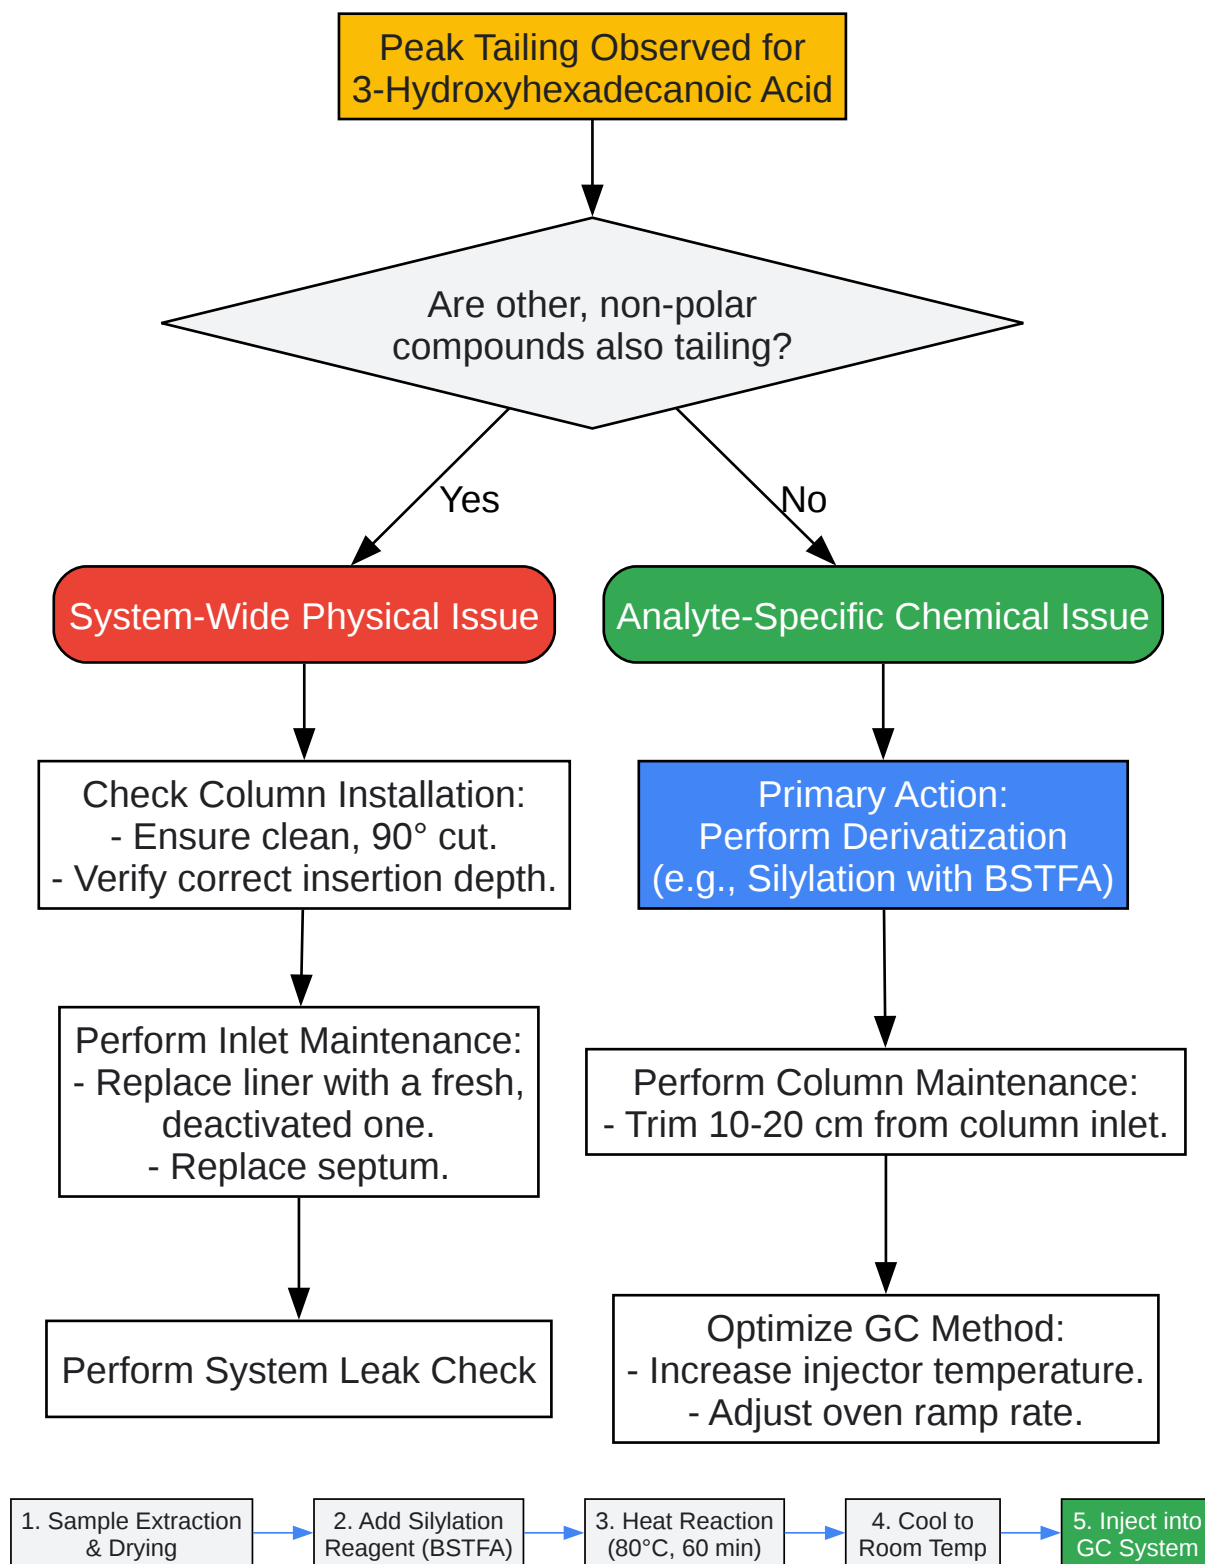 Peak Tailing Observed for
3-Hydroxyhexadecanoic Acid
Are other, non-polar
compounds also tailing?
Yes
No
System-Wide Physical Issue
Analyte-Specific Chemical Issue
Check Column Installation:
- Ensure clean, 90° cut.
- Verify correct insertion depth.
Primary Action:
Perform Derivatization
(e.g., Silylation with BSTFA)
Perform Inlet Maintenance:
- Replace liner with a fresh,
deactivated one.
- Replace septum.
Perform Column Maintenance:
- Trim 10-20 cm from column inlet.
Perform System Leak Check
Optimize GC Method:
- Increase injector temperature.
- Adjust oven ramp rate.
1. Sample Extraction
& Drying
2. Add Silylation
Reagent (BSTFA)
3. Heat Reaction
(80°C, 60 min)
4. Cool to
Room Temp
5. Inject into
GC System